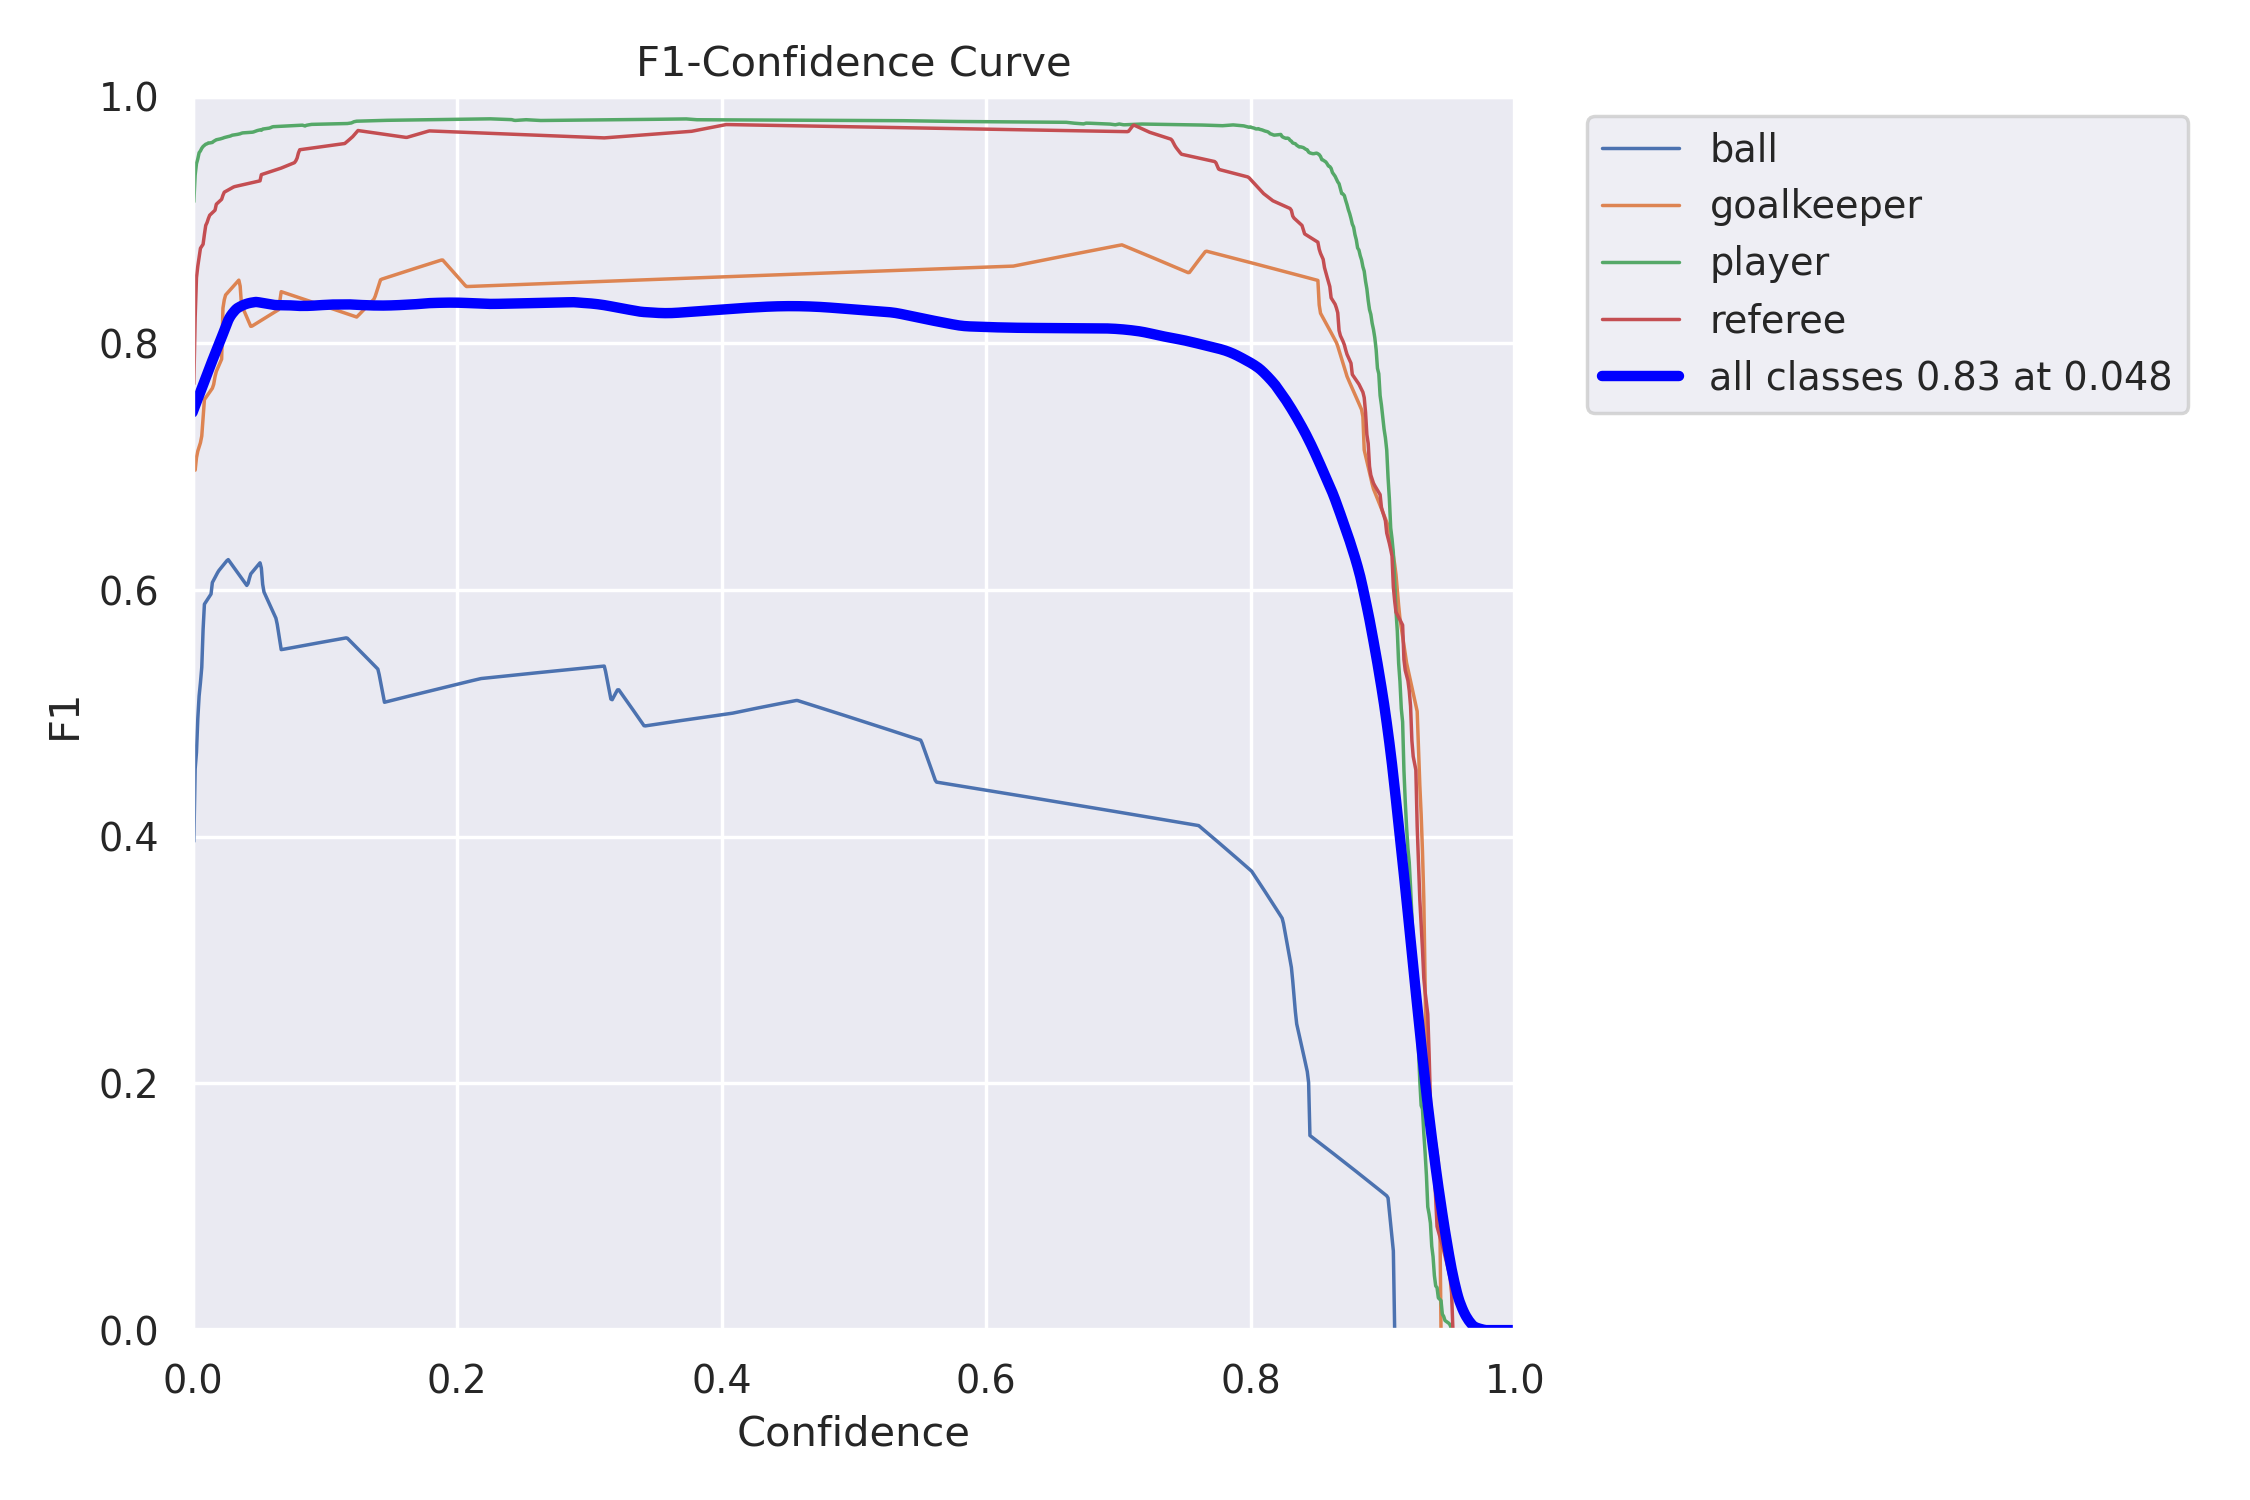 F1-Confidence Curve
1.0
0.8
0.6
0.4
0.2
0.0
F1
0.0 0.2 0.4 0.6 0.8 1.0
Confidence
ball
goalkeeper
player
referee
all classes 0.83 at 0.048